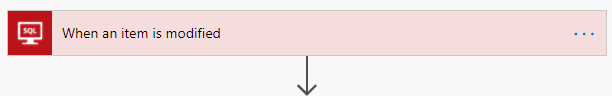 SQL When an item is modified